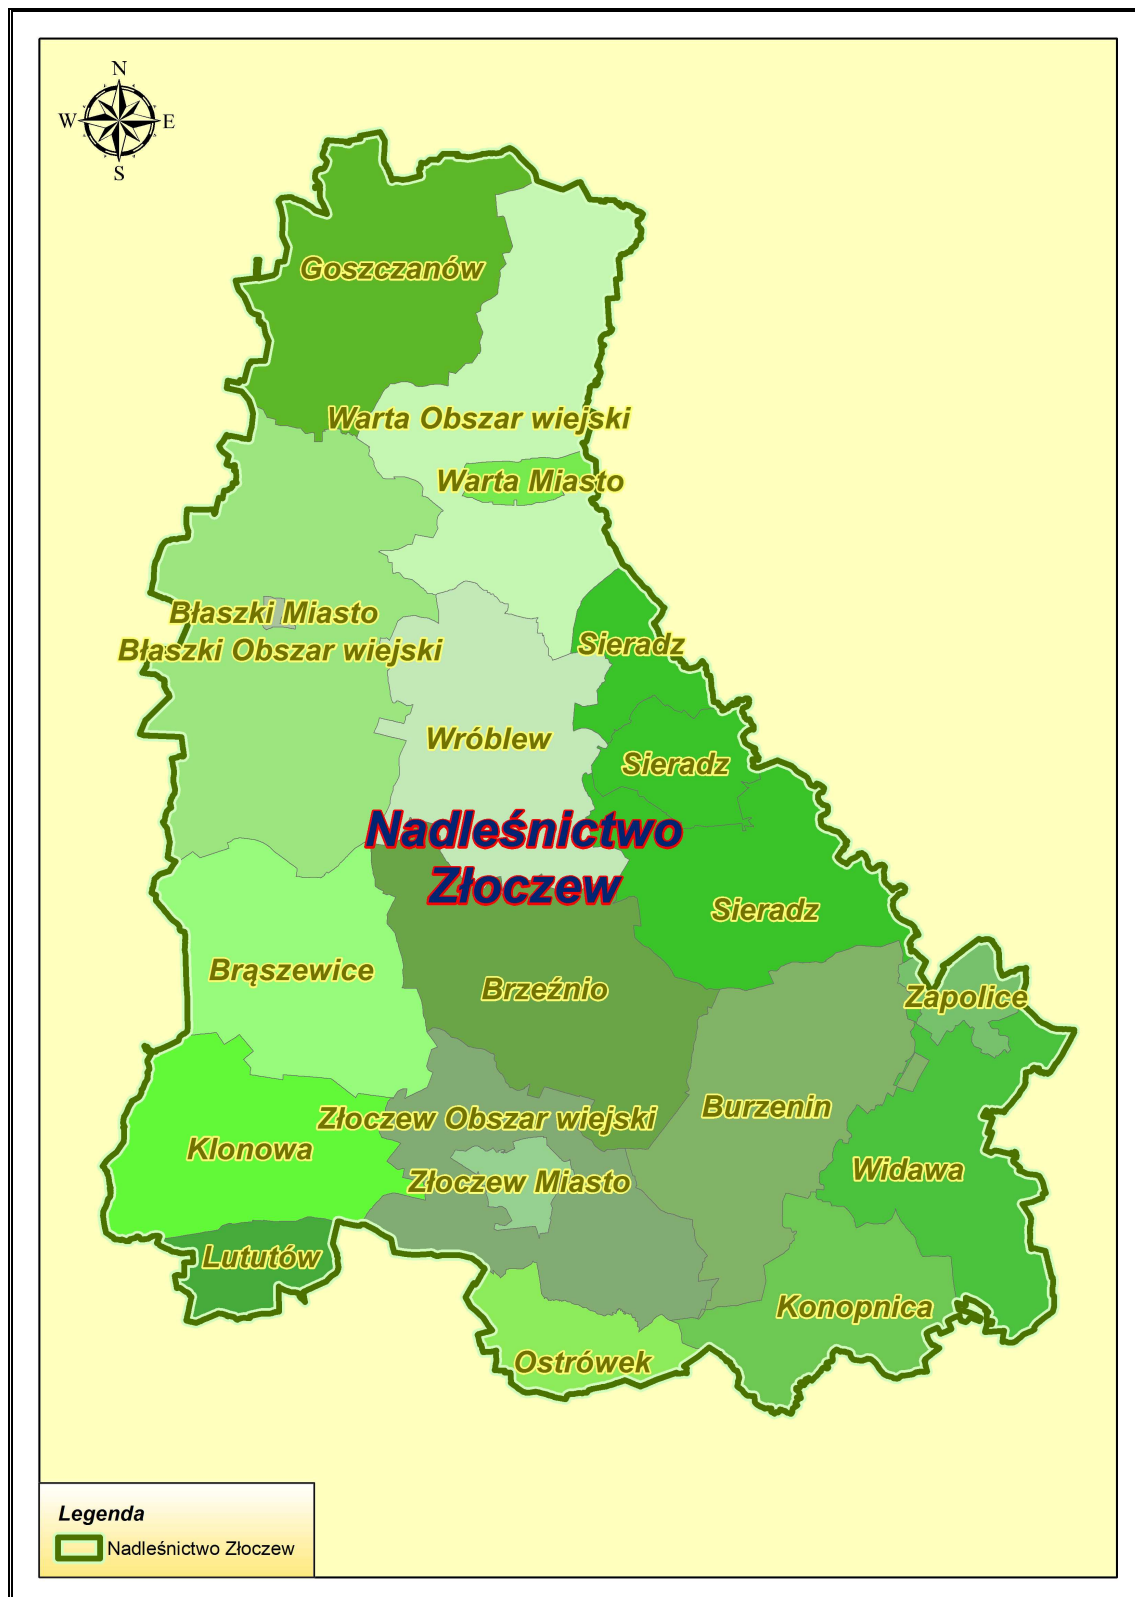 N
W E
S
Goszczanów
Warta Obszar wiejski
Warta Miasto
Błaszki Miasto
Błaszki Obszar wiejski
Sieradz
Wróblew
Sieradz
Nadleśnictwo
Złoczew
Sieradz
Brąszewice
Brzeźnio
Zapolice
Burzenin
Złoczew Obszar wiejski
Klonowa
Widawa
Złoczew Miasto
Lututów
Konopnica
Ostrówek
Legenda
Nadleśnictwo Złoczew